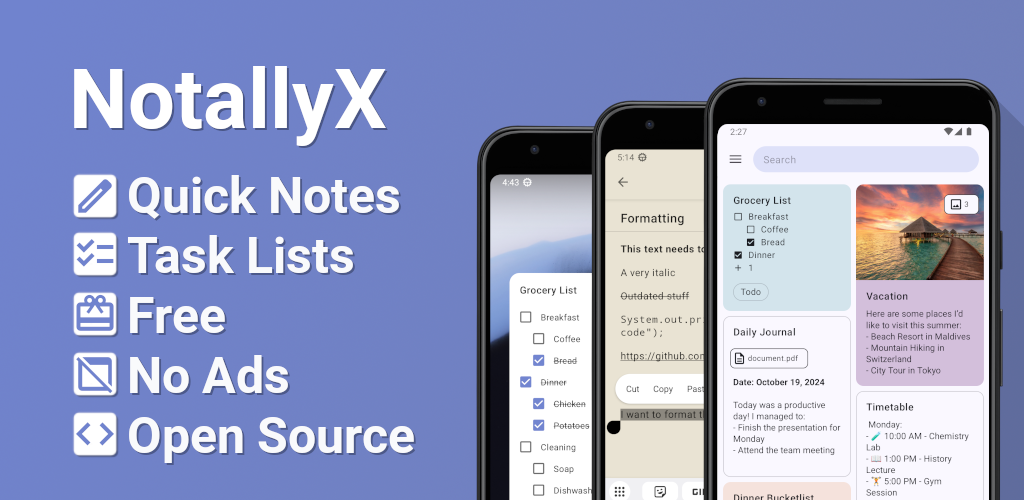 NotallyX
Quick Notes
Task Lists
Free
No Ads
Open Source
4:43
Grocery List
Breakfast
Coffee
Bread
Dinner
Chicken
Potatoes
Cleaning
Soap
Dishwash
5:14
Formatting
This text needs to
A very italic
Outdated stuff
System.out.pri
code");
https://github.com
Cut Copy Past
I want to format th
GI
2:27
Search
Grocery List
Breakfast
Coffee
Bread
Dinner
+ 1
Todo
Daily Journal
document.pdf
Date: October 19, 2024
Today was a productive
day! I managed to:
- Finish the presentation for
Monday
- Attend the team meeting
Dinner Bucketlist
3
Vacation
Here are some places I'd
like to visit this summer:
- Beach Resort in Maldives
- Mountain Hiking in
Switzerland
- City Tour in Tokyo
Timetable
Monday:
- 🧪 10:00 AM - Chemistry
Lab
- 📖 1:00 PM - History
Lecture
- 🏋 5:00 PM - Gym
Session